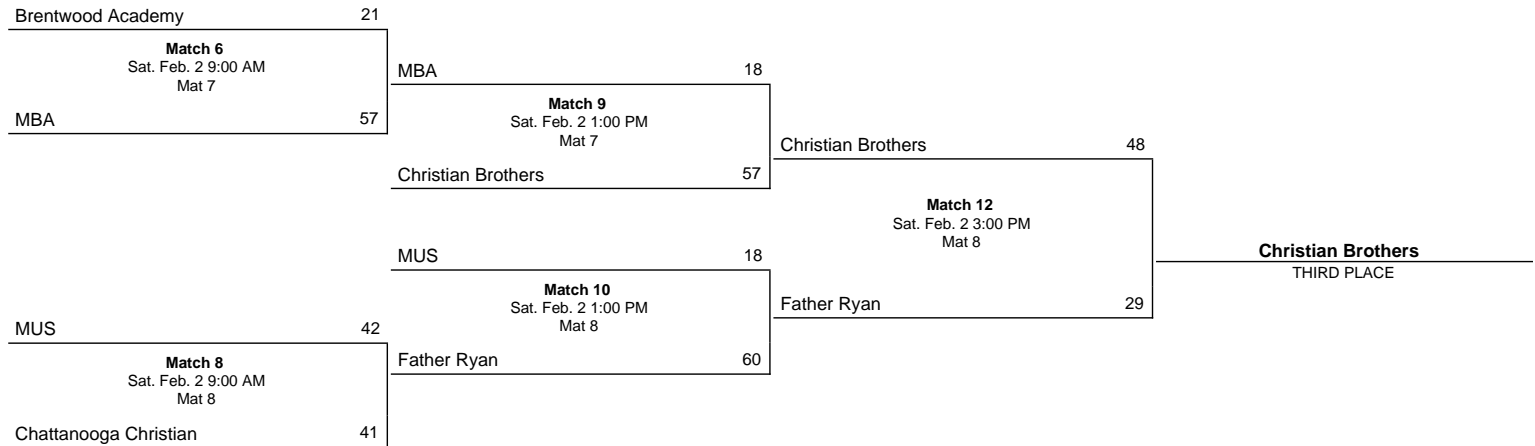 Brentwood Academy 21
Match 6
Sat. Feb. 2 9:00 AM
Mat 7
MBA 57
MBA 18
Match 9
Sat. Feb. 2 1:00 PM
Mat 7
Christian Brothers 57
Christian Brothers 48
Match 12
Sat. Feb. 2 3:00 PM
Mat 8
Father Ryan 29
Christian Brothers
THIRD PLACE
MUS 18
Match 10
Sat. Feb. 2 1:00 PM
Mat 8
Father Ryan 60
MUS 42
Match 8
Sat. Feb. 2 9:00 AM
Mat 8
Chattanooga Christian 41